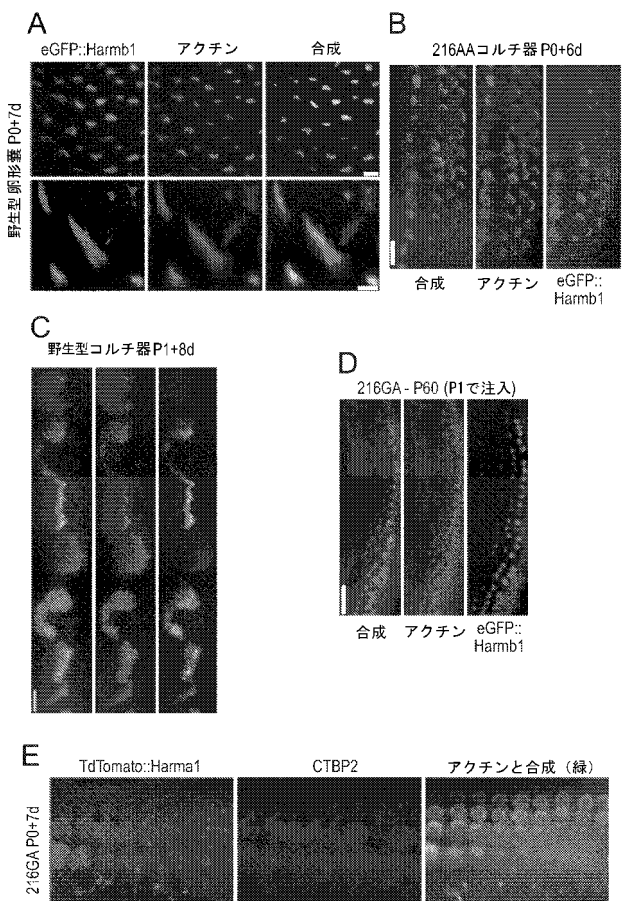 A
eGFP::Harmb1
アクチン
合成
野生型 卵形嚢 P0+7d
B
216AAコルチ器 P0+6d
合成
アクチン
eGFP::
Harmb1
C
野生型コルチ器P1+8d
D
216GA - P60 (P1で注入)
合成
アクチン
eGFP::
Harmb1
E
TdTomato::Harma1
CTBP2
アクチンと合成（緑）
216GA P0+7d